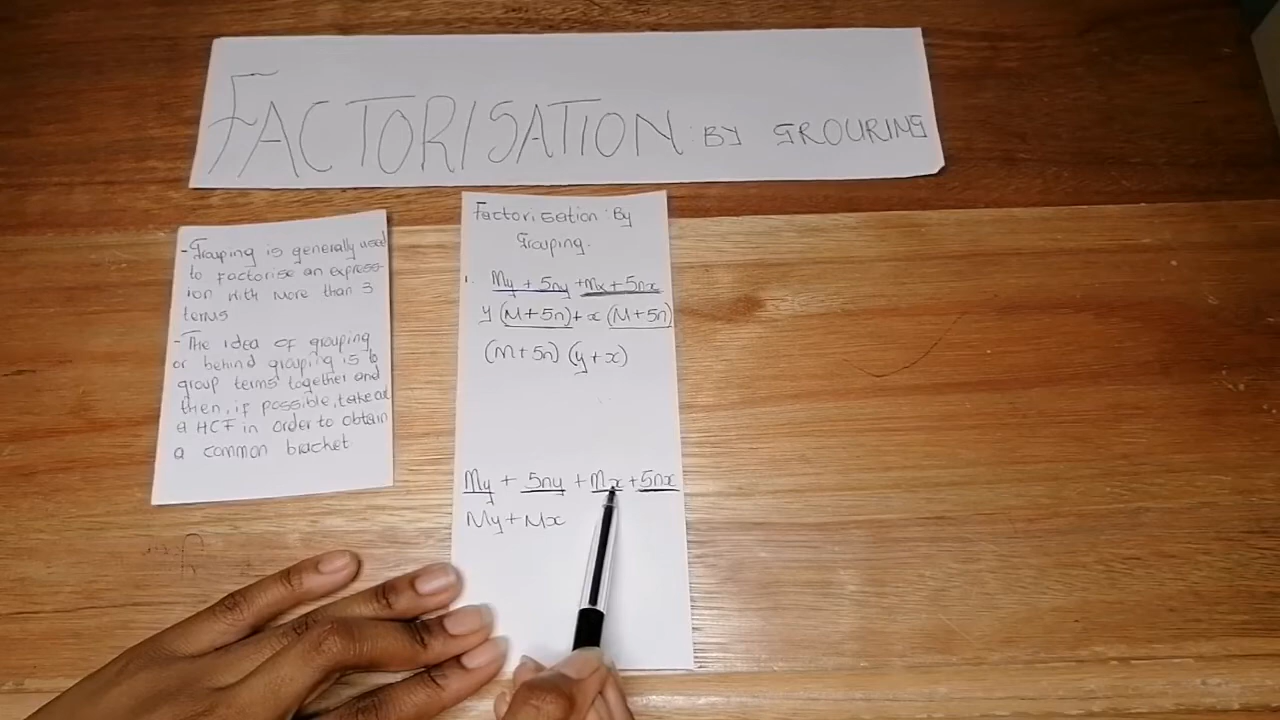 FACTORISATION: BY GROUPING
- Grouping is generally used
to factorise an express-
ion with more than 3
terms
- The idea of grouping
or behind grouping is to
group terms together and
then, if possible, take out
a HCF in order to obtain
a common bracket.
Factorisation: By
Grouping.
1. My + 5ny + Mx + 5nx
y (M + 5n) + x (M + 5n)
(M + 5n) (y + x)
My + 5ny + Mx + 5nx
My + Mx